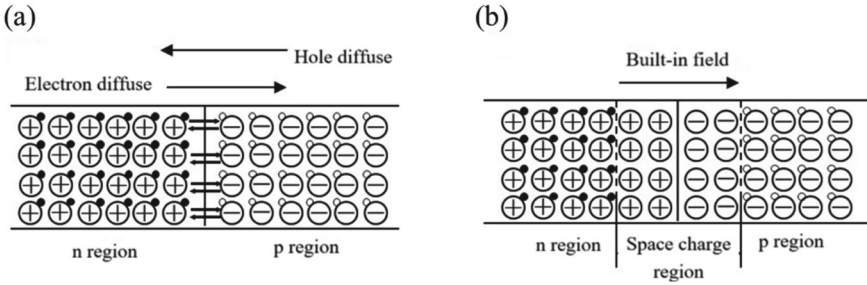 (a)
Hole diffuse
Electron diffuse
n region
p region
(b)
Built-in field
n region
Space charge
region
p region